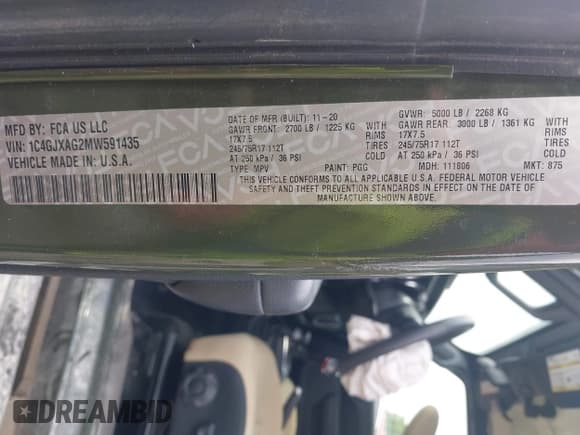 MFD BY: FCA US LLC
VIN: 1C4GJXAG2MW591435
VEHICLE MADE IN: U.S.A.
DATE OF MFR (BUILT): 11-20
GAWR FRONT: 2700 LB / 1225 KG
17X7.5
245/75R17 112T
AT 250 kPa / 36 PSI
TYPE: MPV
WITH
RIMS
TIRES
COLD
PAINT: PGG
GVWR: 5000 LB / 2268 KG
GAWR REAR: 3000 LB / 1361 KG
17X7.5
245/75R17 112T
AT 250 kPa / 36 PSI
MDH: 111806
WITH
RIMS
TIRES
COLD
MKT: 875
THIS VEHICLE CONFORMS TO ALL APPLICABLE U.S.A. FEDERAL MOTOR VEHICLE
SAFETY AND THEFT PREVENTION STANDARDS IN EFFECT ON THE DATE OF
MANUFACTURE SHOWN ABOVE.
DREAMBID